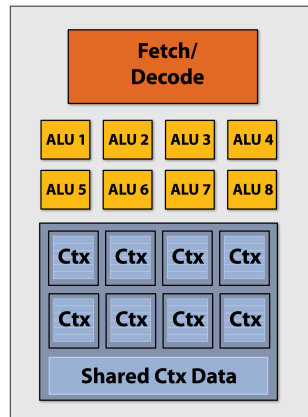 Fetch/
Decode
ALU 1 ALU 2 ALU 3 ALU 4
ALU 5 ALU 6 ALU 7 ALU 8
Ctx Ctx Ctx Ctx
Ctx Ctx Ctx Ctx
Shared Ctx Data